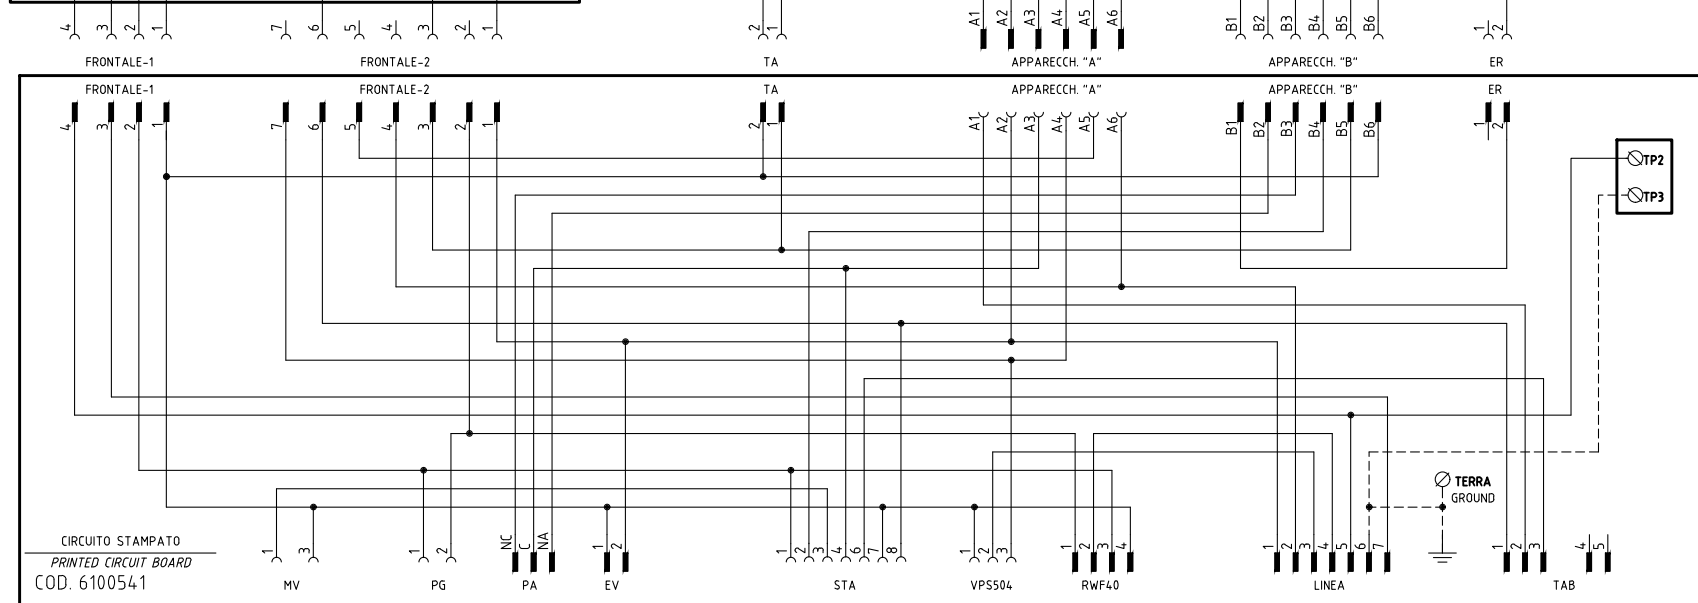 4 3 2 1 7 6 5 4 3 2 1 2 1 A1 A2 A3 A4 A5 A6 B1 B2 B3 B4 B5 B6 1 2
FRONTALE-1 FRONTALE-2 TA APPARECCH. "A" APPARECCH. "B" ER
FRONTALE-1 FRONTALE-2 TA APPARECCH. "A" APPARECCH. "B" ER
4 3 2 1 7 6 5 4 3 2 1 2 1 A1 A2 A3 A4 A5 A6 B1 B2 B3 B4 B5 B6 1 2
TP2
TP3
TERRA
GROUND
CIRCUITO STAMPATO
PRINTED CIRCUIT BOARD
COD. 6100541
1 3 1 2 NC C NA 1 2 1 2 3 4 6 7 8 1 2 3 1 2 3 4 1 2 3 4 5 6 7 1 2 3 4 5
MV PG PA EV STA VPS504 RWF40 LINEA TAB